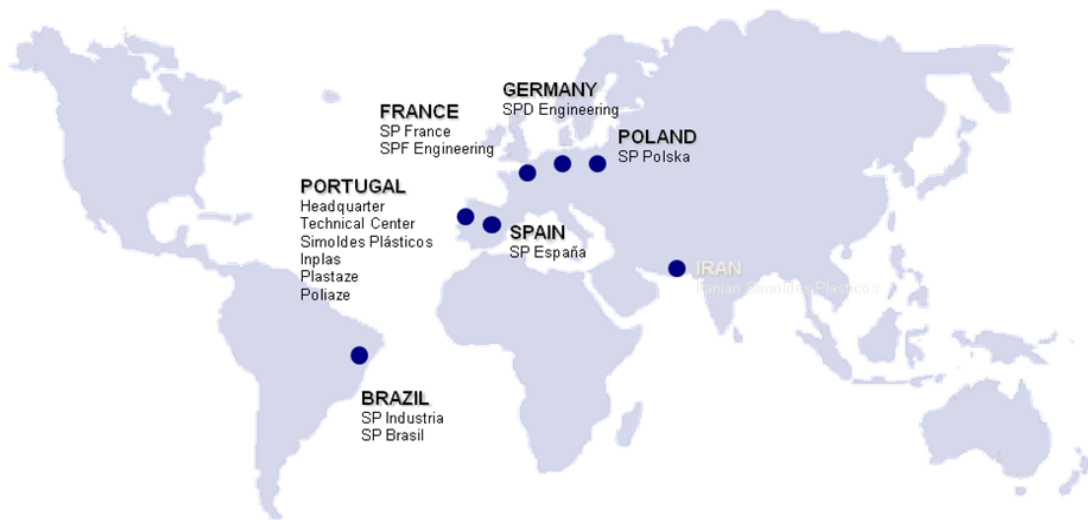 GERMANY
SPD Engineering
FRANCE
SP France
SPF Engineering
POLAND
SP Polska
PORTUGAL
Headquarter
Technical Center
Simoldes Plásticos
Inplas
Plastaze
Poliaze
SPAIN
SP España
IRAN
Iranian Simoldes Plasticos
BRAZIL
SP Industria
SP Brasil